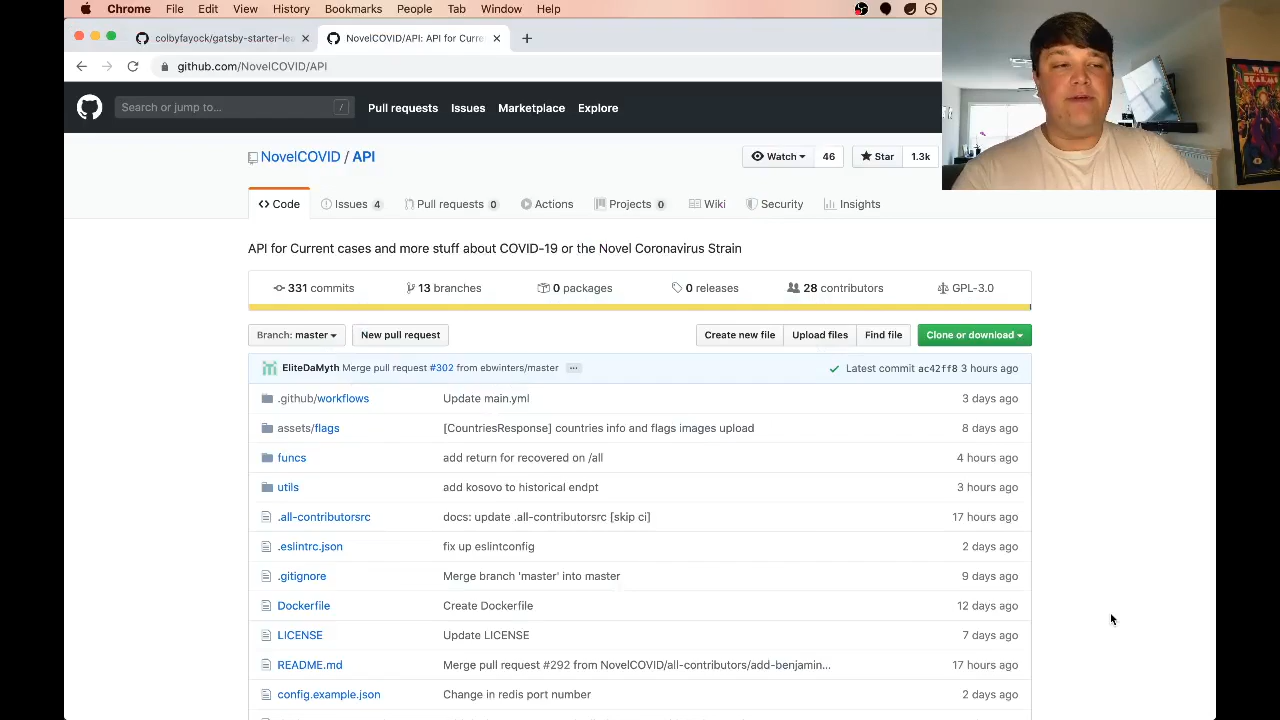 Chrome File Edit View History Bookmarks People Tab Window Help
colbyfayock/gatsby-starter-lea
NovelCOVID/API: API for Curre
github.com/NovelCOVID/API
Search or jump to... /
Pull requests Issues Marketplace Explore
NovelCOVID / API
Watch 46 Star 1.3k
Code Issues 4 Pull requests 0 Actions Projects 0 Wiki Security Insights
API for Current cases and more stuff about COVID-19 or the Novel Coronavirus Strain
331 commits 13 branches 0 packages 0 releases 28 contributors GPL-3.0
Branch: master New pull request Create new file Upload files Find file Clone or download
EliteDaMyth Merge pull request #302 from ebwinters/master ... Latest commit ac42ff8 3 hours ago
.github/workflows Update main.yml 3 days ago
assets/flags [CountriesResponse] countries info and flags images upload 8 days ago
funcs add return for recovered on /all 4 hours ago
utils add kosovo to historical endpt 3 hours ago
.all-contributorsrc docs: update .all-contributorsrc [skip ci] 17 hours ago
.eslintrc.json fix up eslintconfig 2 days ago
.gitignore Merge branch 'master' into master 9 days ago
Dockerfile Create Dockerfile 12 days ago
LICENSE Update LICENSE 7 days ago
README.md Merge pull request #292 from NovelCOVID/all-contributors/add-benjamin... 17 hours ago
config.example.json Change in redis port number 2 days ago